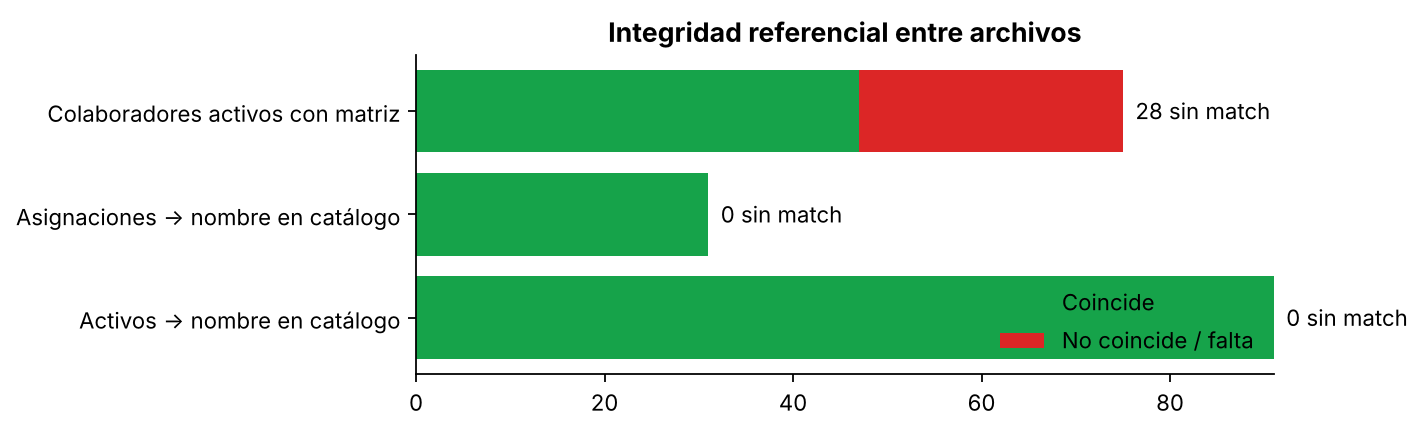 Integridad referencial entre archivos
Colaboradores activos con matriz
28 sin match
Asignaciones → nombre en catálogo
0 sin match
Activos → nombre en catálogo
0 sin match
Coincide
No coincide / falta
0 20 40 60 80